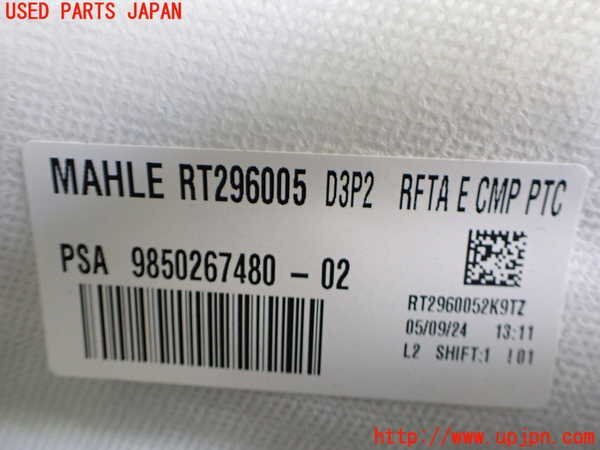 USED PARTS JAPAN
MAHLE RT296005 D3P2 RFTA E CMP PTC
PSA 9850267480-02
RT2960052K9TZ
05/09/24 13:11
L2 SHIFT:1 !01
http://www.upjpn.com/